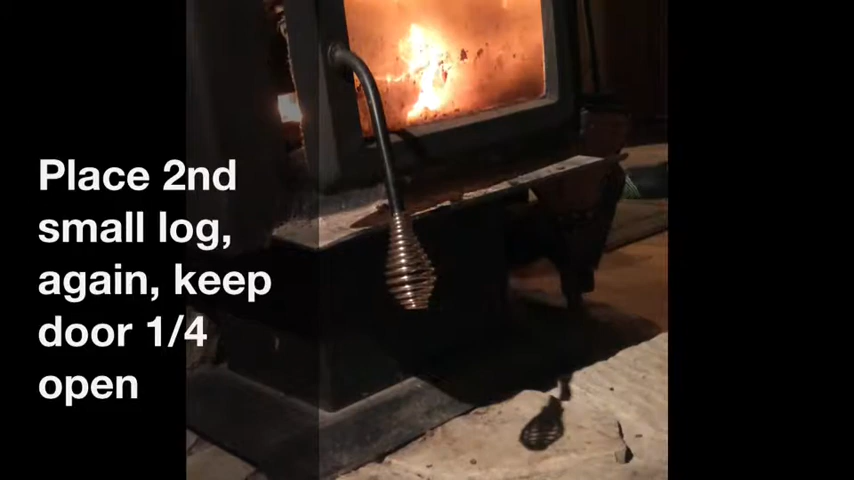 Place 2nd
small log,
again, keep
door 1/4
open